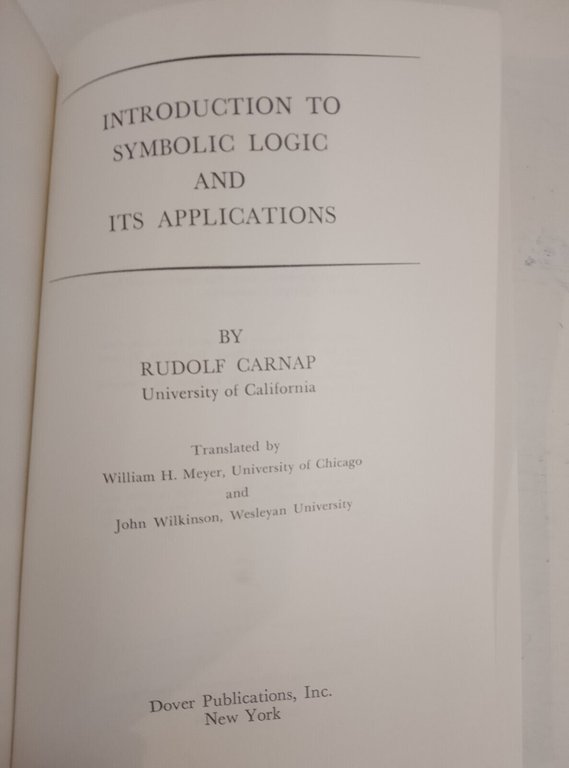 INTRODUCTION TO
SYMBOLIC LOGIC
AND
ITS APPLICATIONS
BY
RUDOLF CARNAP
University of California
Translated by
William H. Meyer, University of Chicago
and
John Wilkinson, Wesleyan University
Dover Publications, Inc.
New York